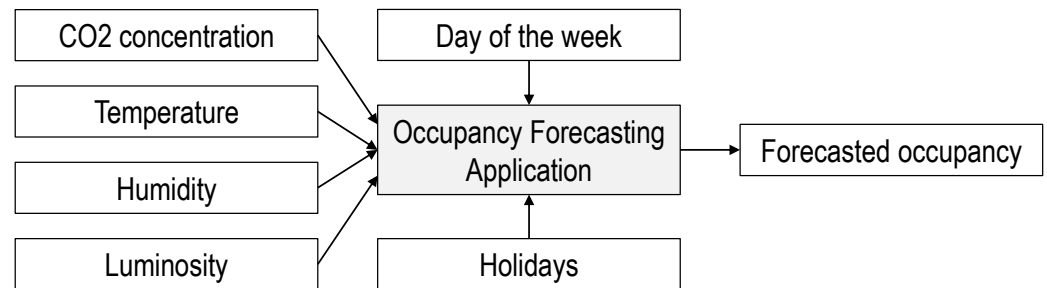 CO2 concentration
Day of the week
Temperature
Occupancy Forecasting
Application
Forecasted occupancy
Humidity
Luminosity
Holidays